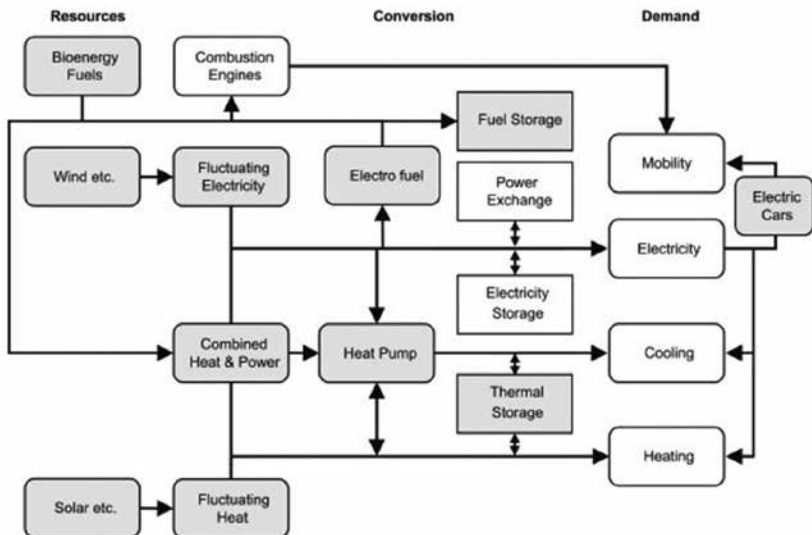 Resources
Conversion
Demand
Bioenergy
Fuels
Combustion
Engines
Fuel Storage
Mobility
Wind etc.
Fluctuating
Electricity
Electro fuel
Power
Exchange
Electric
Cars
Electricity
Electricity
Storage
Combined
Heat & Power
Heat Pump
Cooling
Thermal
Storage
Heating
Solar etc.
Fluctuating
Heat